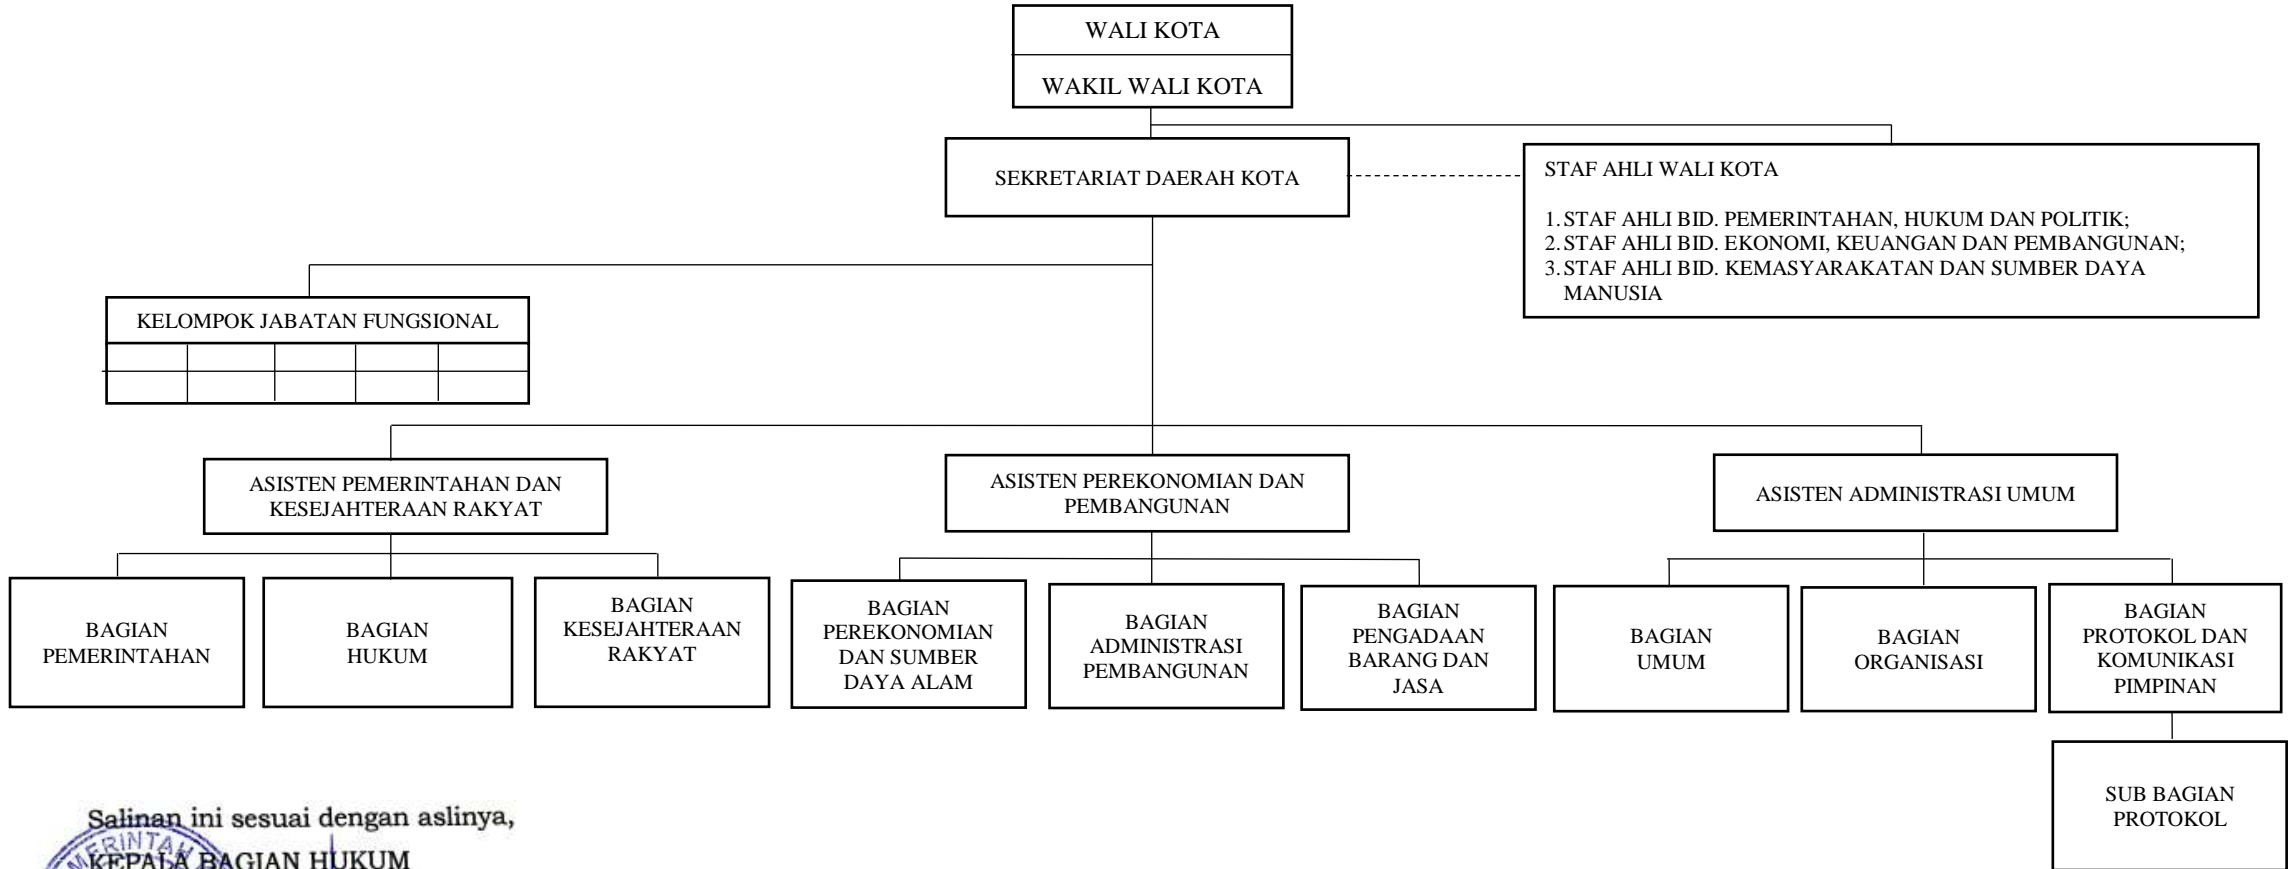 WALI KOTA
WAKIL WALI KOTA
SEKRETARIAT DAERAH KOTA
STAF AHLI WALI KOTA
1. STAF AHLI BID. PEMERINTAHAN, HUKUM DAN POLITIK;
2. STAF AHLI BID. EKONOMI, KEUANGAN DAN PEMBANGUNAN;
3. STAF AHLI BID. KEMASYARAKATAN DAN SUMBER DAYA
MANUSIA
KELOMPOK JABATAN FUNGSIONAL
ASISTEN PEMERINTAHAN DAN
KESEJAHTERAAN RAKYAT
ASISTEN PEREKONOMIAN DAN
PEMBANGUNAN
ASISTEN ADMINISTRASI UMUM
BAGIAN
PEMERINTAHAN
BAGIAN
HUKUM
BAGIAN
KESEJAHTERAAN
RAKYAT
BAGIAN
PEREKONOMIAN
DAN SUMBER
DAYA ALAM
BAGIAN
ADMINISTRASI
PEMBANGUNAN
BAGIAN
PENGADAAN
BARANG DAN
JASA
BAGIAN
UMUM
BAGIAN
ORGANISASI
BAGIAN
PROTOKOL DAN
KOMUNIKASI
PIMPINAN
SUB BAGIAN
PROTOKOL
Salinan ini sesuai dengan aslinya,
KEPALA BAGIAN HUKUM